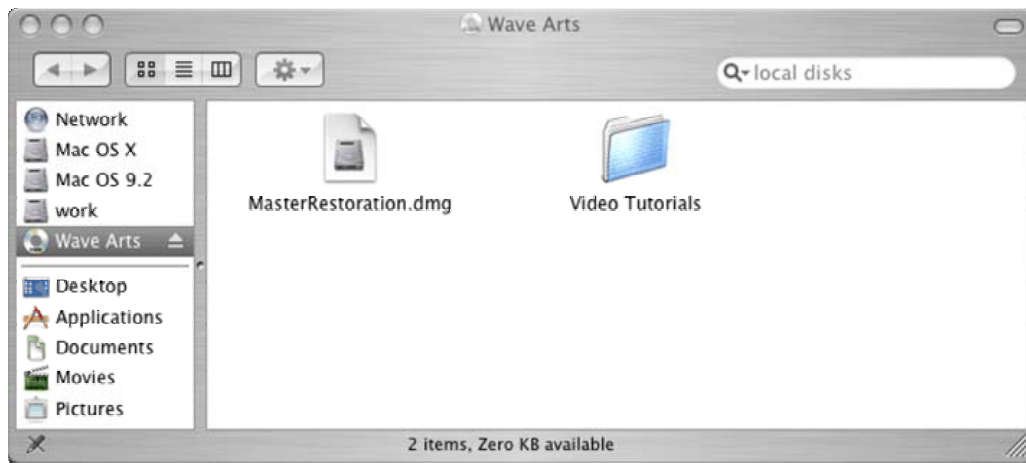 Wave Arts
local disks
Network
Mac OS X
Mac OS 9.2
work
Wave Arts
Desktop
Applications
Documents
Movies
Pictures
MasterRestoration.dmg
Video Tutorials
2 items, Zero KB available